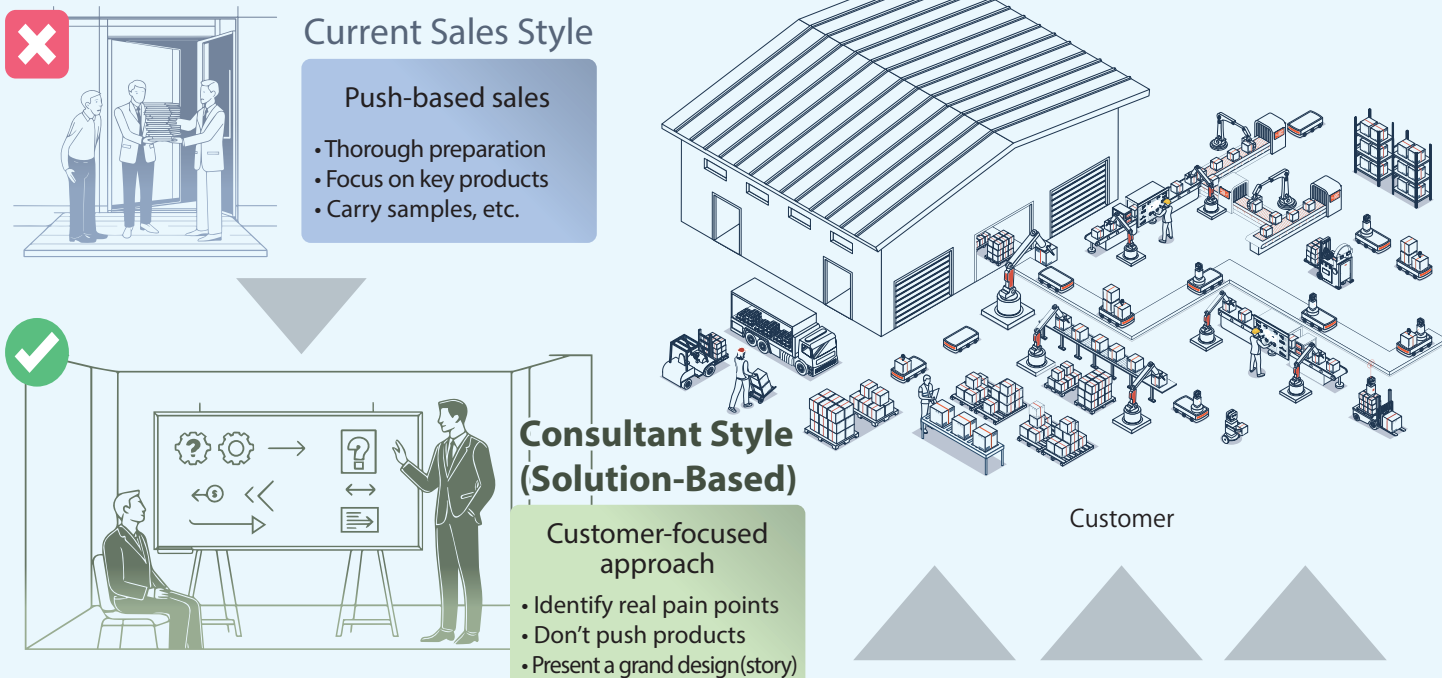 Current Sales Style
Push-based sales
• Thorough preparation
• Focus on key products
• Carry samples, etc.
Consultant Style
(Solution-Based)
Customer-focused
approach
• Identify real pain points
• Don’t push products
• Present a grand design(story)
? $
?
Customer